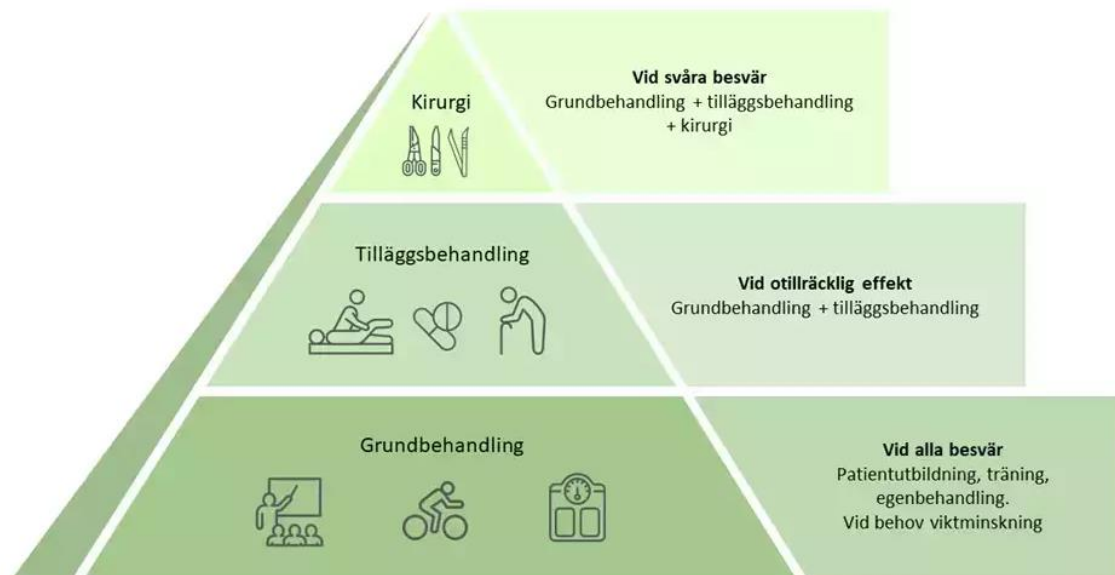 Kirurgi
Vid svåra besvär
Grundbehandling + tilläggsbehandling
+ kirurgi
Tilläggsbehandling
Vid otillräcklig effekt
Grundbehandling + tilläggsbehandling
Grundbehandling
Vid alla besvär
Patientutbildning, träning,
egenbehandling.
Vid behov viktminskning